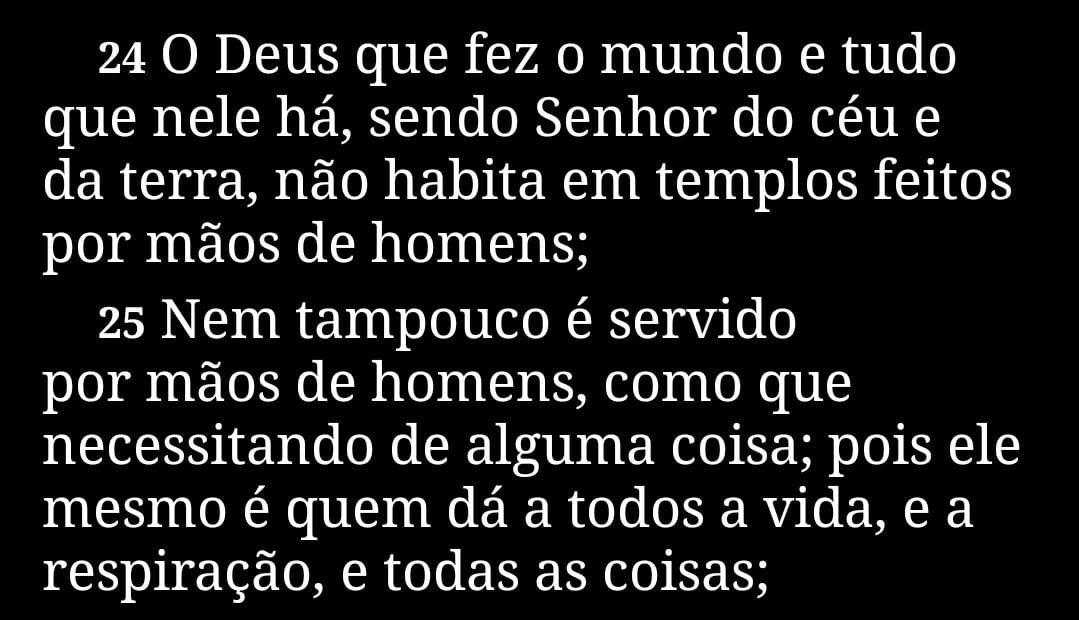 24 O Deus que fez o mundo e tudo
que nele há, sendo Senhor do céu e
da terra, não habita em templos feitos
por mãos de homens;
25 Nem tampouco é servido
por mãos de homens, como que
necessitando de alguma coisa; pois ele
mesmo é quem dá a todos a vida, e a
respiração, e todas as coisas;